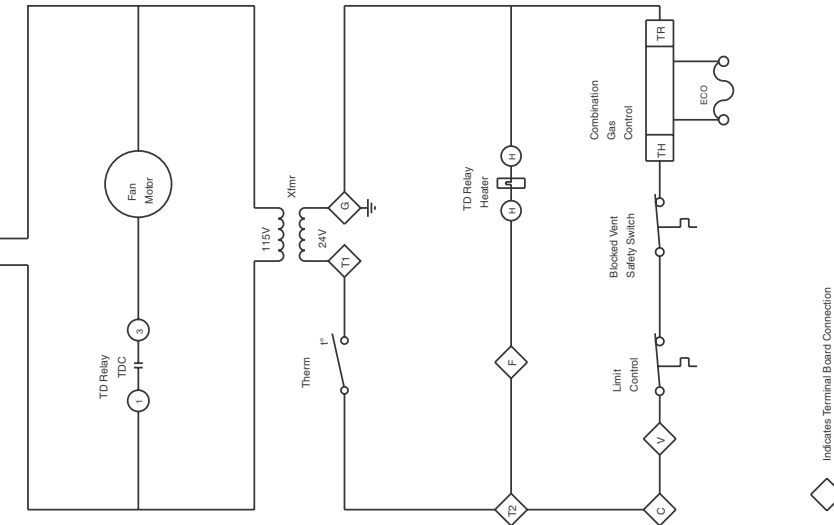 Fan
Motor
TD Relay
TDC
3
1
115V
Xfmr
24V
G
T1
Therm
t°
TD Relay
Heater
H
H
F
T2
Combination
Gas
Control
TR
TH
ECO
Blocked Vent
Safety Switch
Limit
Control
V
C
Indicates Terminal Board Connection